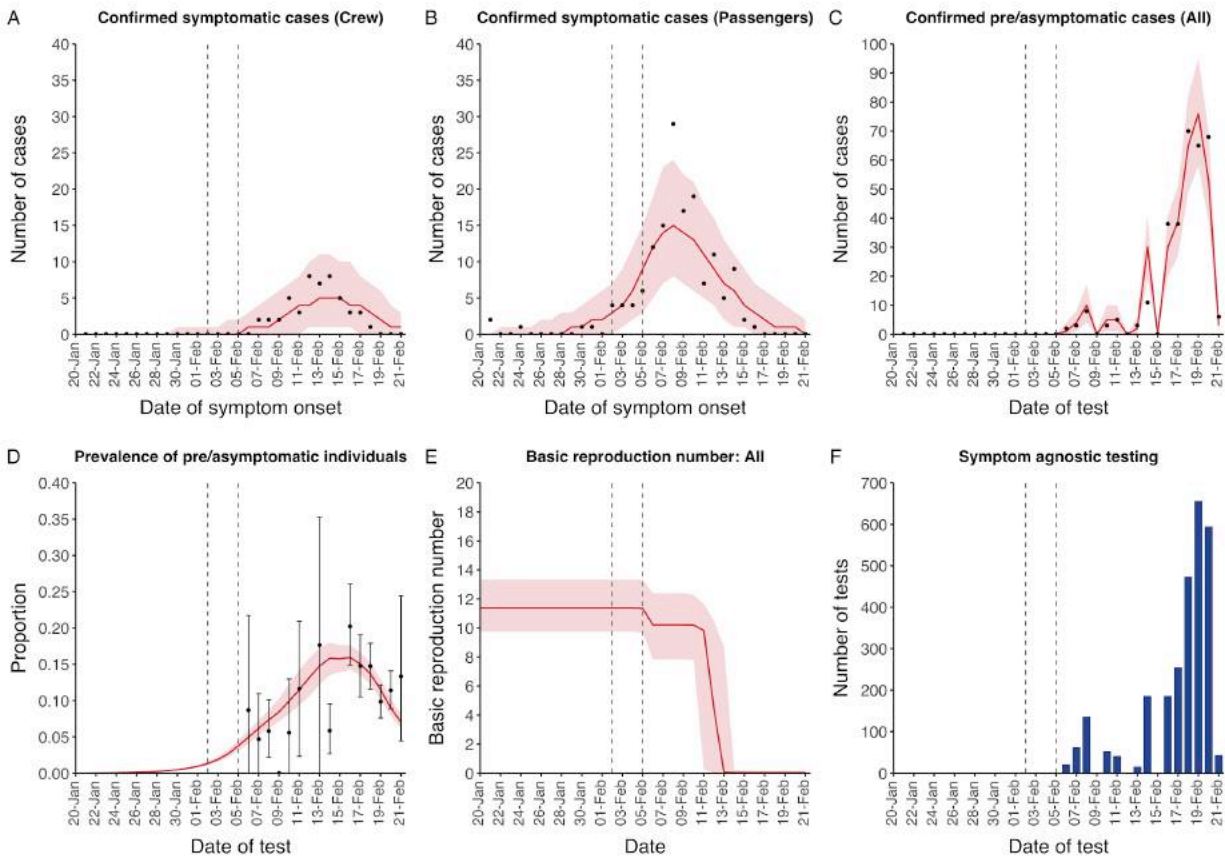 A Confirmed symptomatic cases (Crew)
40
35
30
25
20
15
10
5
0
Number of cases
20-Jan 22-Jan 24-Jan 26-Jan 28-Jan 30-Jan 01-Feb 03-Feb 05-Feb 07-Feb 09-Feb 11-Feb 13-Feb 15-Feb 17-Feb 19-Feb 21-Feb
Date of symptom onset
B Confirmed symptomatic cases (Passengers)
40
35
30
25
20
15
10
5
0
Number of cases
20-Jan 22-Jan 24-Jan 26-Jan 28-Jan 30-Jan 01-Feb 03-Feb 05-Feb 07-Feb 09-Feb 11-Feb 13-Feb 15-Feb 17-Feb 19-Feb 21-Feb
Date of symptom onset
C Confirmed pre/asymptomatic cases (All)
100
90
80
70
60
50
40
30
20
10
0
Number of cases
20-Jan 22-Jan 24-Jan 26-Jan 28-Jan 30-Jan 01-Feb 03-Feb 05-Feb 07-Feb 09-Feb 11-Feb 13-Feb 15-Feb 17-Feb 19-Feb 21-Feb
Date of test
D Prevalence of pre/asymptomatic individuals
0.40
0.35
0.30
0.25
0.20
0.15
0.10
0.05
0.00
Proportion
20-Jan 22-Jan 24-Jan 26-Jan 28-Jan 30-Jan 01-Feb 03-Feb 05-Feb 07-Feb 09-Feb 11-Feb 13-Feb 15-Feb 17-Feb 19-Feb 21-Feb
Date of test
E Basic reproduction number: All
20
18
16
14
12
10
8
6
4
2
0
Basic reproduction number
20-Jan 22-Jan 24-Jan 26-Jan 28-Jan 30-Jan 01-Feb 03-Feb 05-Feb 07-Feb 09-Feb 11-Feb 13-Feb 15-Feb 17-Feb 19-Feb 21-Feb
Date
F Symptom agnostic testing
700
600
500
400
300
200
100
0
Number of tests
20-Jan 22-Jan 24-Jan 26-Jan 28-Jan 30-Jan 01-Feb 03-Feb 05-Feb 07-Feb 09-Feb 11-Feb 13-Feb 15-Feb 17-Feb 19-Feb 21-Feb
Date of test